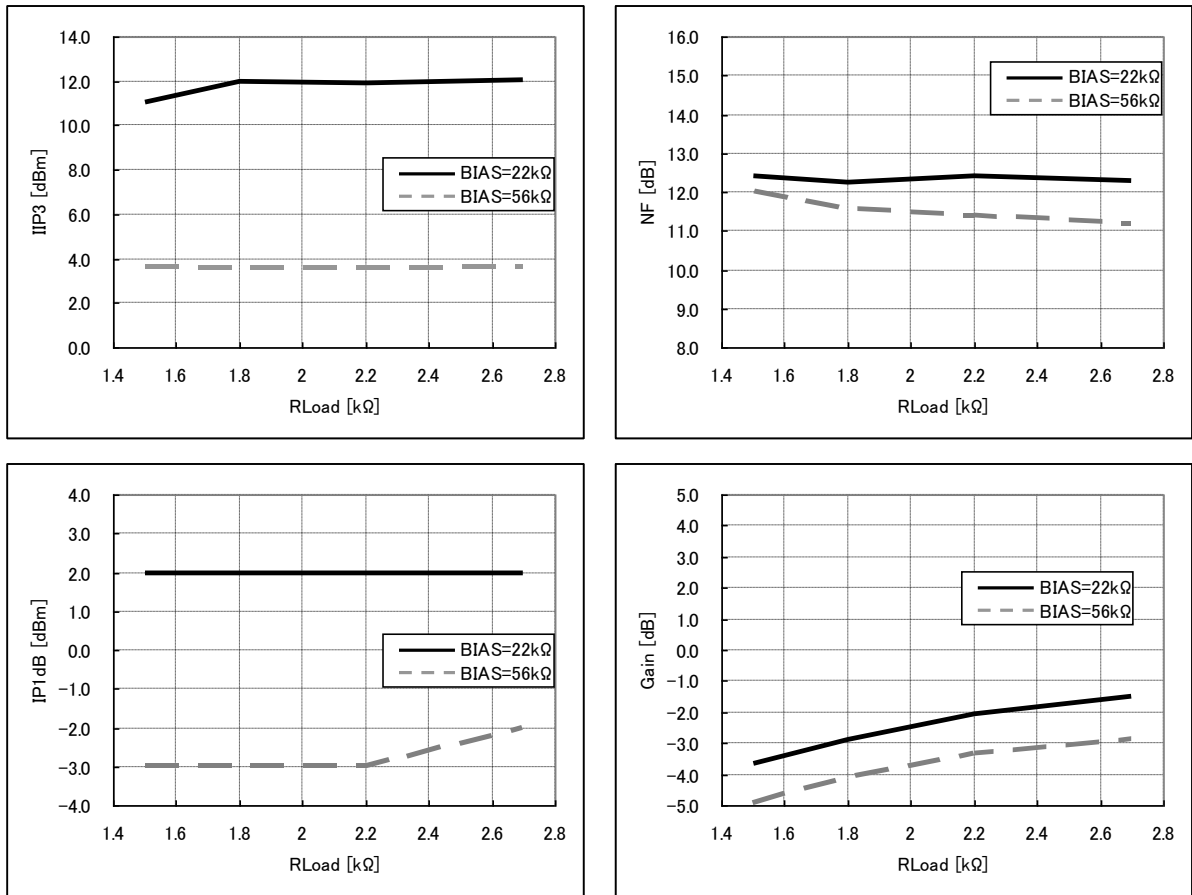 14.0
12.0
10.0
8.0
6.0
4.0
2.0
0.0
IIP3 [dBm]
BIAS=22kΩ
BIAS=56kΩ
1.4 1.6 1.8 2 2.2 2.4 2.6 2.8
RLoad [kΩ]
16.0
15.0
14.0
13.0
12.0
11.0
10.0
9.0
8.0
NF [dB]
BIAS=22kΩ
BIAS=56kΩ
1.4 1.6 1.8 2 2.2 2.4 2.6 2.8
RLoad [kΩ]
4.0
3.0
2.0
1.0
0.0
−1.0
−2.0
−3.0
−4.0
IP1dB [dBm]
BIAS=22kΩ
BIAS=56kΩ
1.4 1.6 1.8 2 2.2 2.4 2.6 2.8
RLoad [kΩ]
5.0
4.0
3.0
2.0
1.0
0.0
−1.0
−2.0
−3.0
−4.0
−5.0
Gain [dB]
BIAS=22kΩ
BIAS=56kΩ
1.4 1.6 1.8 2 2.2 2.4 2.6 2.8
RLoad [kΩ]